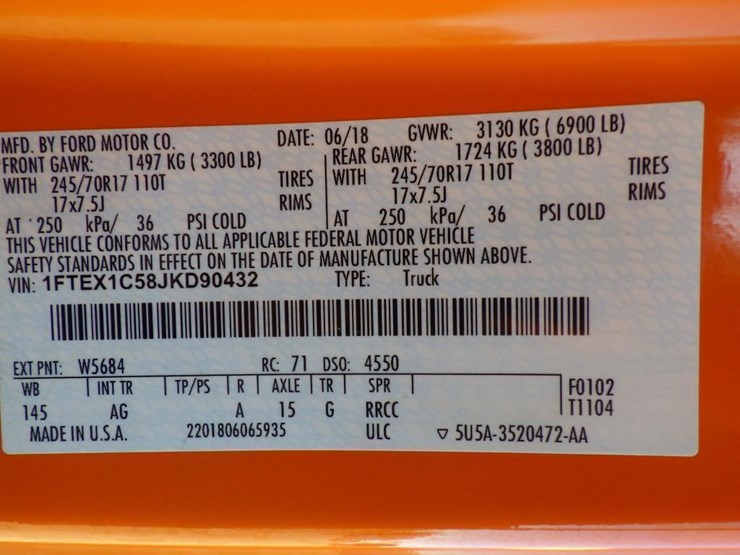 MFD. BY FORD MOTOR CO. DATE: 06/18 GVWR: 3130 KG ( 6900 LB)
FRONT GAWR: 1497 KG ( 3300 LB) REAR GAWR: 1724 KG ( 3800 LB)
WITH 245/70R17 110T TIRES WITH 245/70R17 110T TIRES
17x7.5J RIMS 17x7.5J RIMS
AT 250 kPa/ 36 PSI COLD AT 250 kPa/ 36 PSI COLD
THIS VEHICLE CONFORMS TO ALL APPLICABLE FEDERAL MOTOR VEHICLE
SAFETY STANDARDS IN EFFECT ON THE DATE OF MANUFACTURE SHOWN ABOVE.
VIN: 1FTEX1C58JKD90432 TYPE: Truck
EXT PNT: W5684 RC: 71 DSO: 4550
WB INT TR TP/PS R AXLE TR SPR F0102
145 AG A 15 G RRCC T1104
MADE IN U.S.A. 2201806065935 ULC ▽ 5U5A-3520472-AA